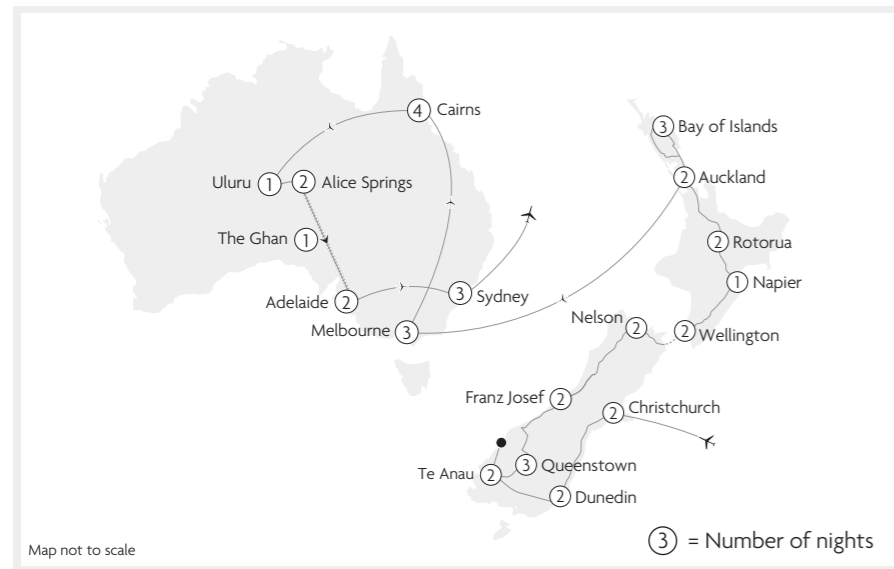 4 Cairns
3 Bay of Islands
Uluru 1
2 Alice Springs
2 Auckland
The Ghan 1
2 Rotorua
1 Napier
Adelaide 2
3 Sydney
Melbourne 3
Nelson 2
2 Wellington
Franz Josef 2
2 Christchurch
3 Queenstown
Te Anau 2
2 Dunedin
3 = Number of nights
Map not to scale